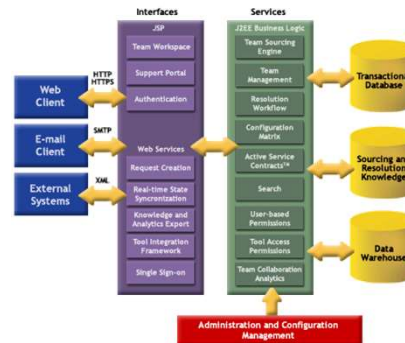 Interfaces
Services
JSP
J2EE Business Logic
Team Workspace
Support Portal
Authentication
Web Services
Request Creation
Real-time State
Syncronization
Knowledge and
Analytics Export
Tool Integration
Framework
Single Sign-on
Team Sourcing
Engine
Team
Management
Resolution
Workflow
Configuration
Matrix
Active Service
Contracts™
Search
User-based
Permissions
Tool Access
Permissions
Team Collaboration
Analytics
Web
Client
HTTP
HTTPS
E-mail
Client
SMTP
External
Systems
XML
Transactional
Database
Sourcing and
Resolution
Knowledge
Data
Warehouse
Administration and Configuration
Management